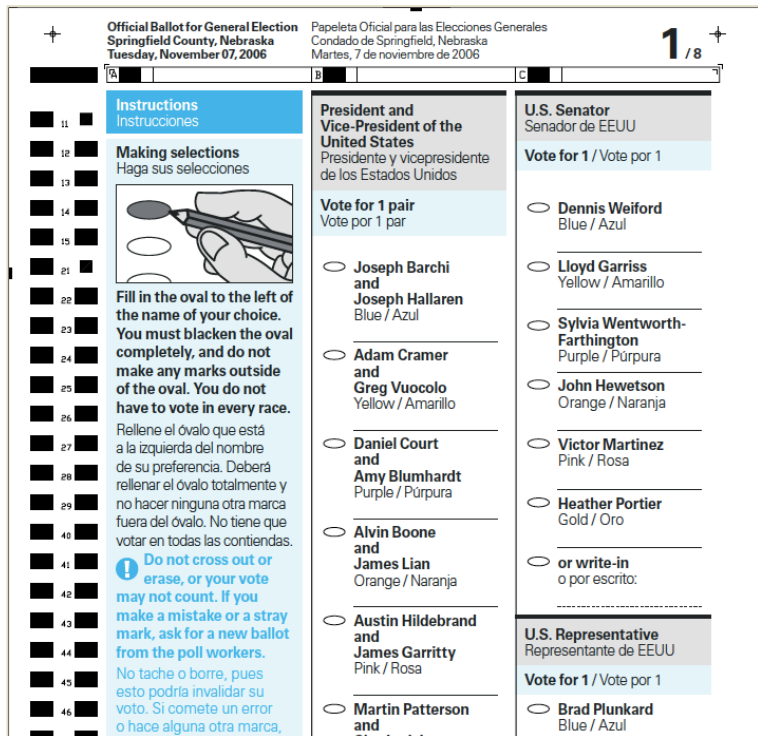 Official Ballot for General Election
Springfield County, Nebraska
Tuesday, November 07, 2006
Papeleta Oficial para las Elecciones Generales
Condado de Springfield, Nebraska
Martes, 7 de noviembre de 2006
1/8
A
B
C
11
12
13
14
15
21
22
23
24
25
26
27
28
29
40
41
42
43
44
45
46
Instructions
Instrucciones
Making selections
Haga sus selecciones
Fill in the oval to the left of
the name of your choice.
You must blacken the oval
completely, and do not
make any marks outside
of the oval. You do not
have to vote in every race.
Rellene el óvalo que está
a la izquierda del nombre
de su preferencia. Deberá
rellenar el óvalo totalmente y
no hacer ninguna otra marca
fuera del óvalo. No tiene que
votar en todas las contiendas.
Do not cross out or
erase, or your vote
may not count. If you
make a mistake or a stray
mark, ask for a new ballot
from the poll workers.
No tache o borre, pues
esto podría invalidar su
voto. Si comete un error
o hace alguna otra marca,
President and
Vice-President of the
United States
Presidente y vicepresidente
de los Estados Unidos
Vote for 1 pair
Vote por 1 par
Joseph Barchi
and
Joseph Hallaren
Blue / Azul
Adam Cramer
and
Greg Vuocolo
Yellow / Amarillo
Daniel Court
and
Amy Blumhardt
Purple / Púrpura
Alvin Boone
and
James Lian
Orange / Naranja
Austin Hildebrand
and
James Garritty
Pink / Rosa
Martin Patterson
and
U.S. Senator
Senador de EEUU
Vote for 1 / Vote por 1
Dennis Weiford
Blue / Azul
Lloyd Garriss
Yellow / Amarillo
Sylvia Wentworth-
Farthington
Purple / Púrpura
John Hewetson
Orange / Naranja
Victor Martinez
Pink / Rosa
Heather Portier
Gold / Oro
or write-in
o por escrito:
U.S. Representative
Representante de EEUU
Vote for 1 / Vote por 1
Brad Plunkard
Blue / Azul